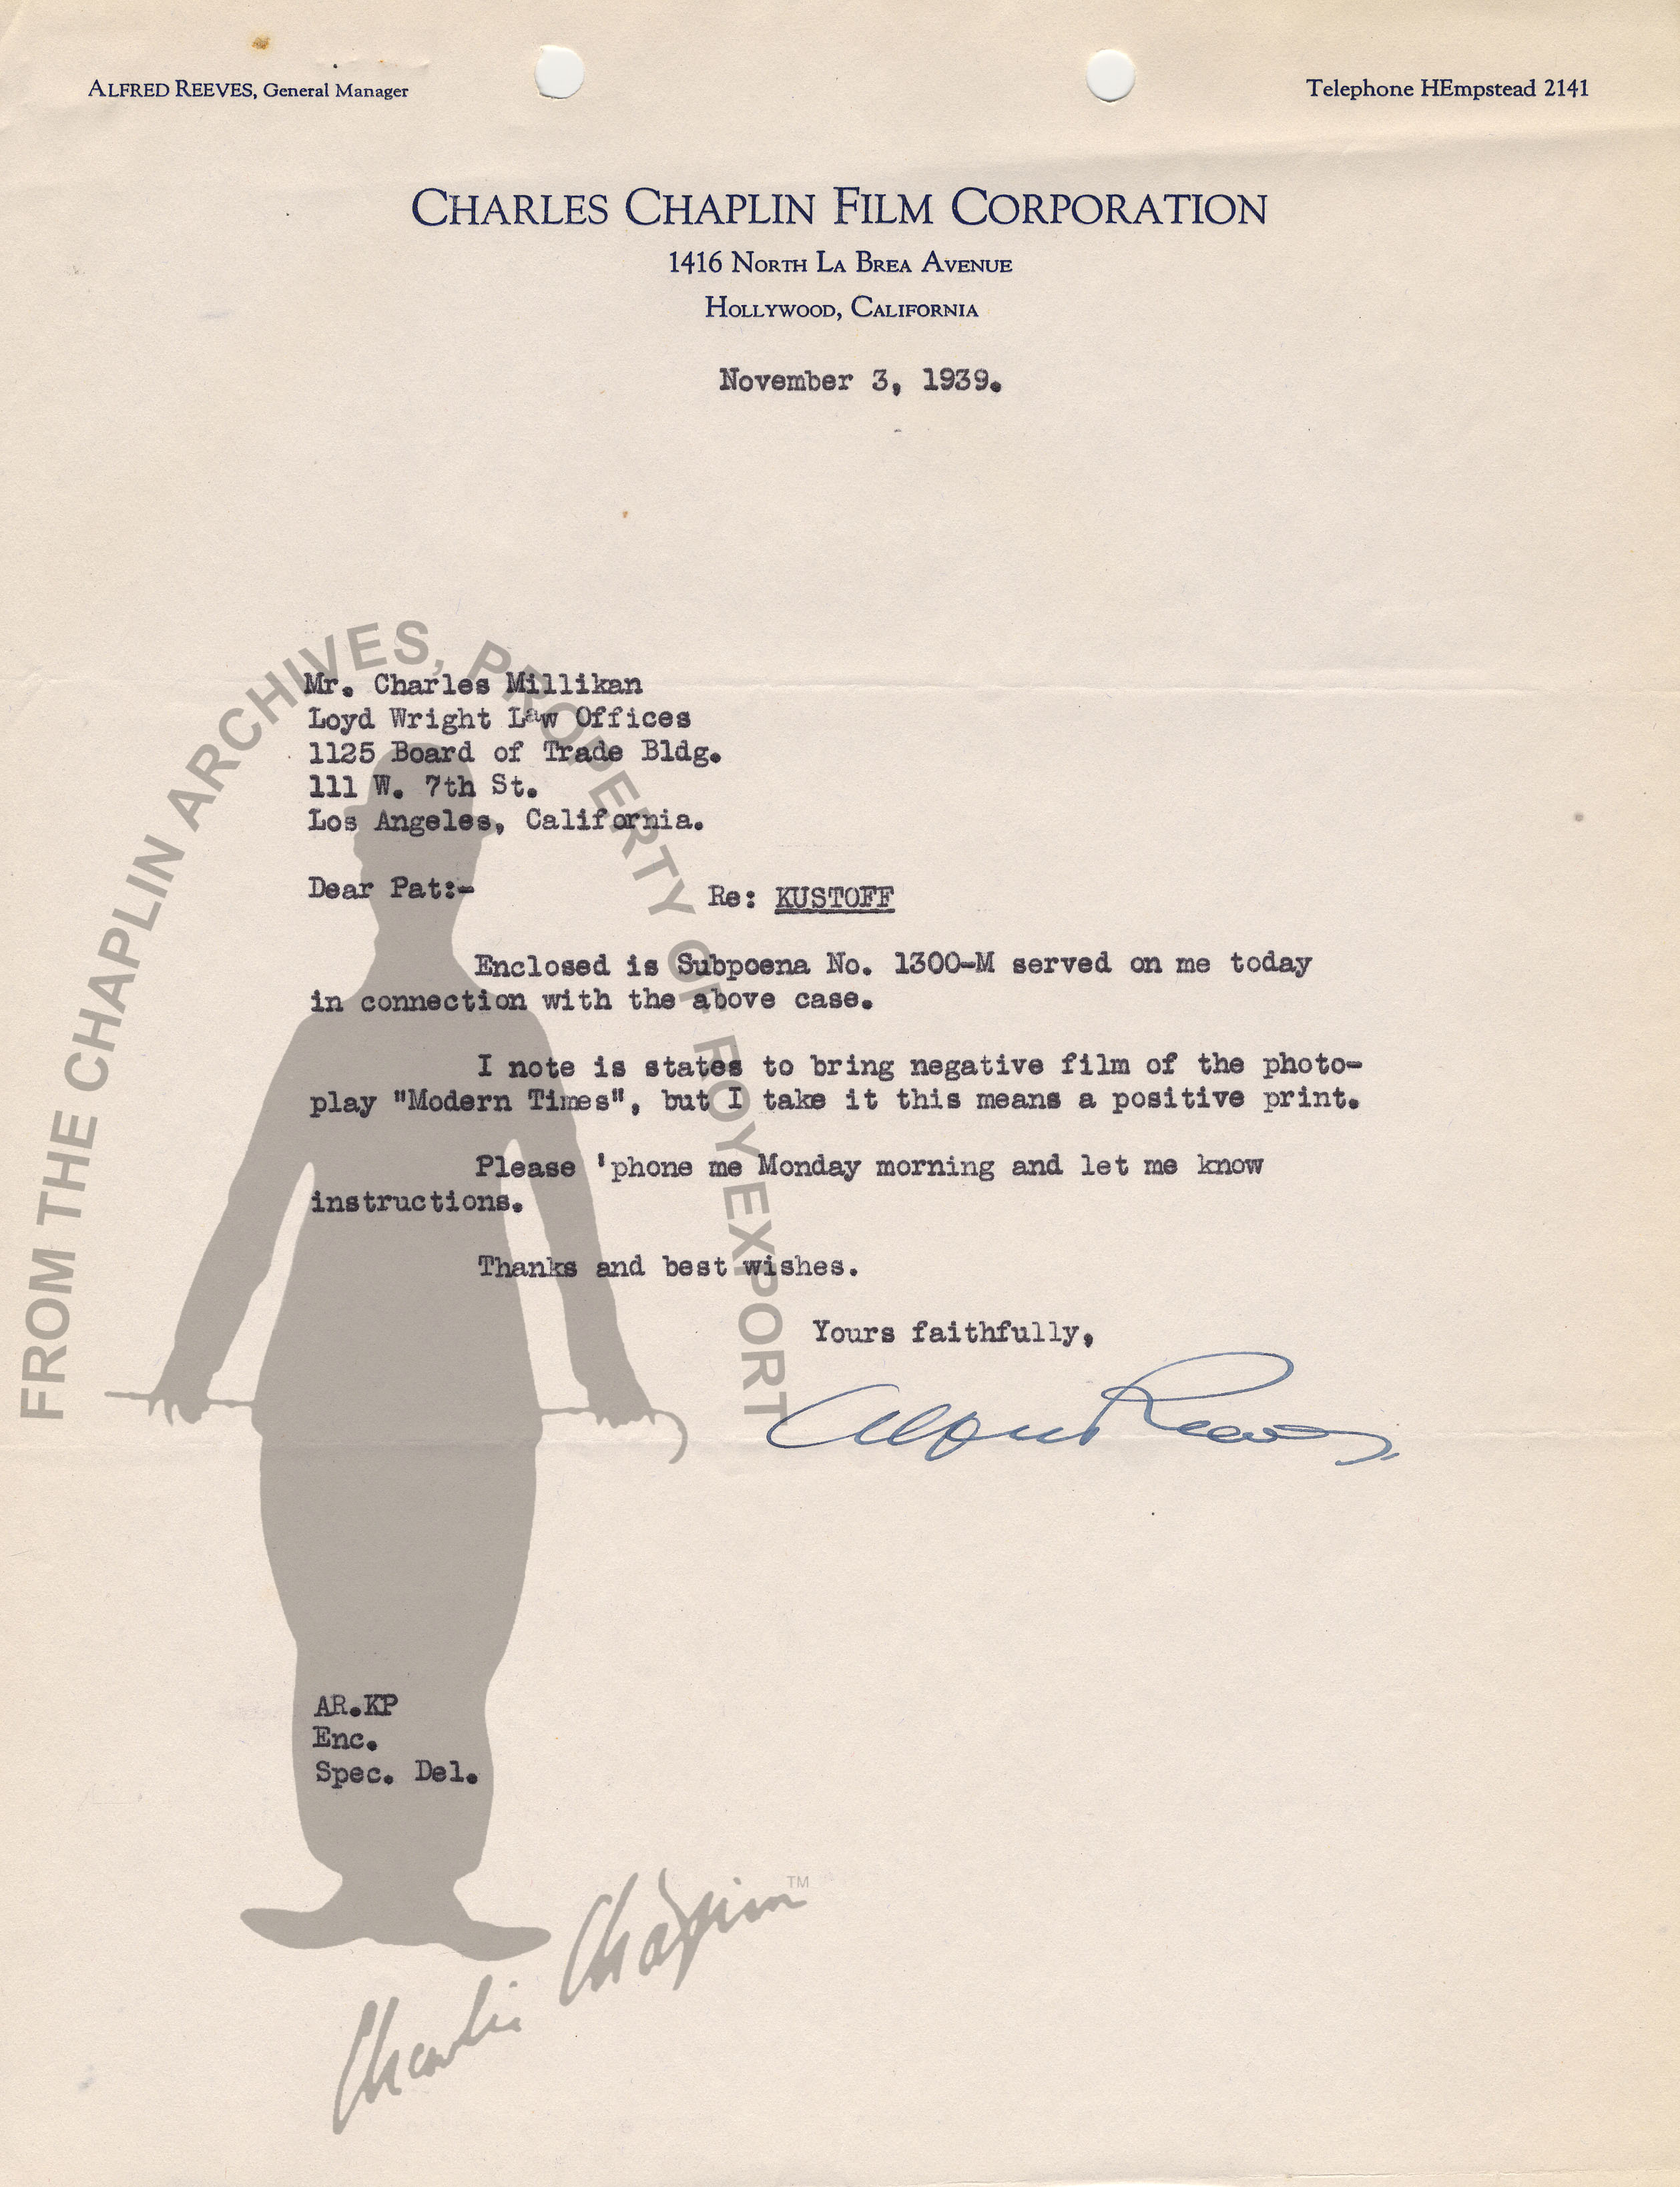 ALFRED REEVES, General Manager
Telephone HEmpstead 2141
CHARLES CHAPLIN FILM CORPORATION
1416 NORTH LA BREA AVENUE
HOLLYWOOD, CALIFORNIA
November 3, 1939.
Mr. Charles Millikan
Loyd Wright Law Offices
1125 Board of Trade Bldg.
111 W. 7th St.
Los Angeles, California.
Dear Pat:-
Re: KUSTOFF
Enclosed is Subpoena No. 1300-M served on me today
in connection with the above case.
I note is states to bring negative film of the photo-
play "Modern Times", but I take it this means a positive print.
Please 'phone me Monday morning and let me know
instructions.
Thanks and best wishes.
Yours faithfully,
Alfred Reeves
AR.KP
Enc.
Spec. Del.
FROM THE CHAPLIN ARCHIVES, PROPERTY OF ROY EXPORT
Charlie Chaplin TM